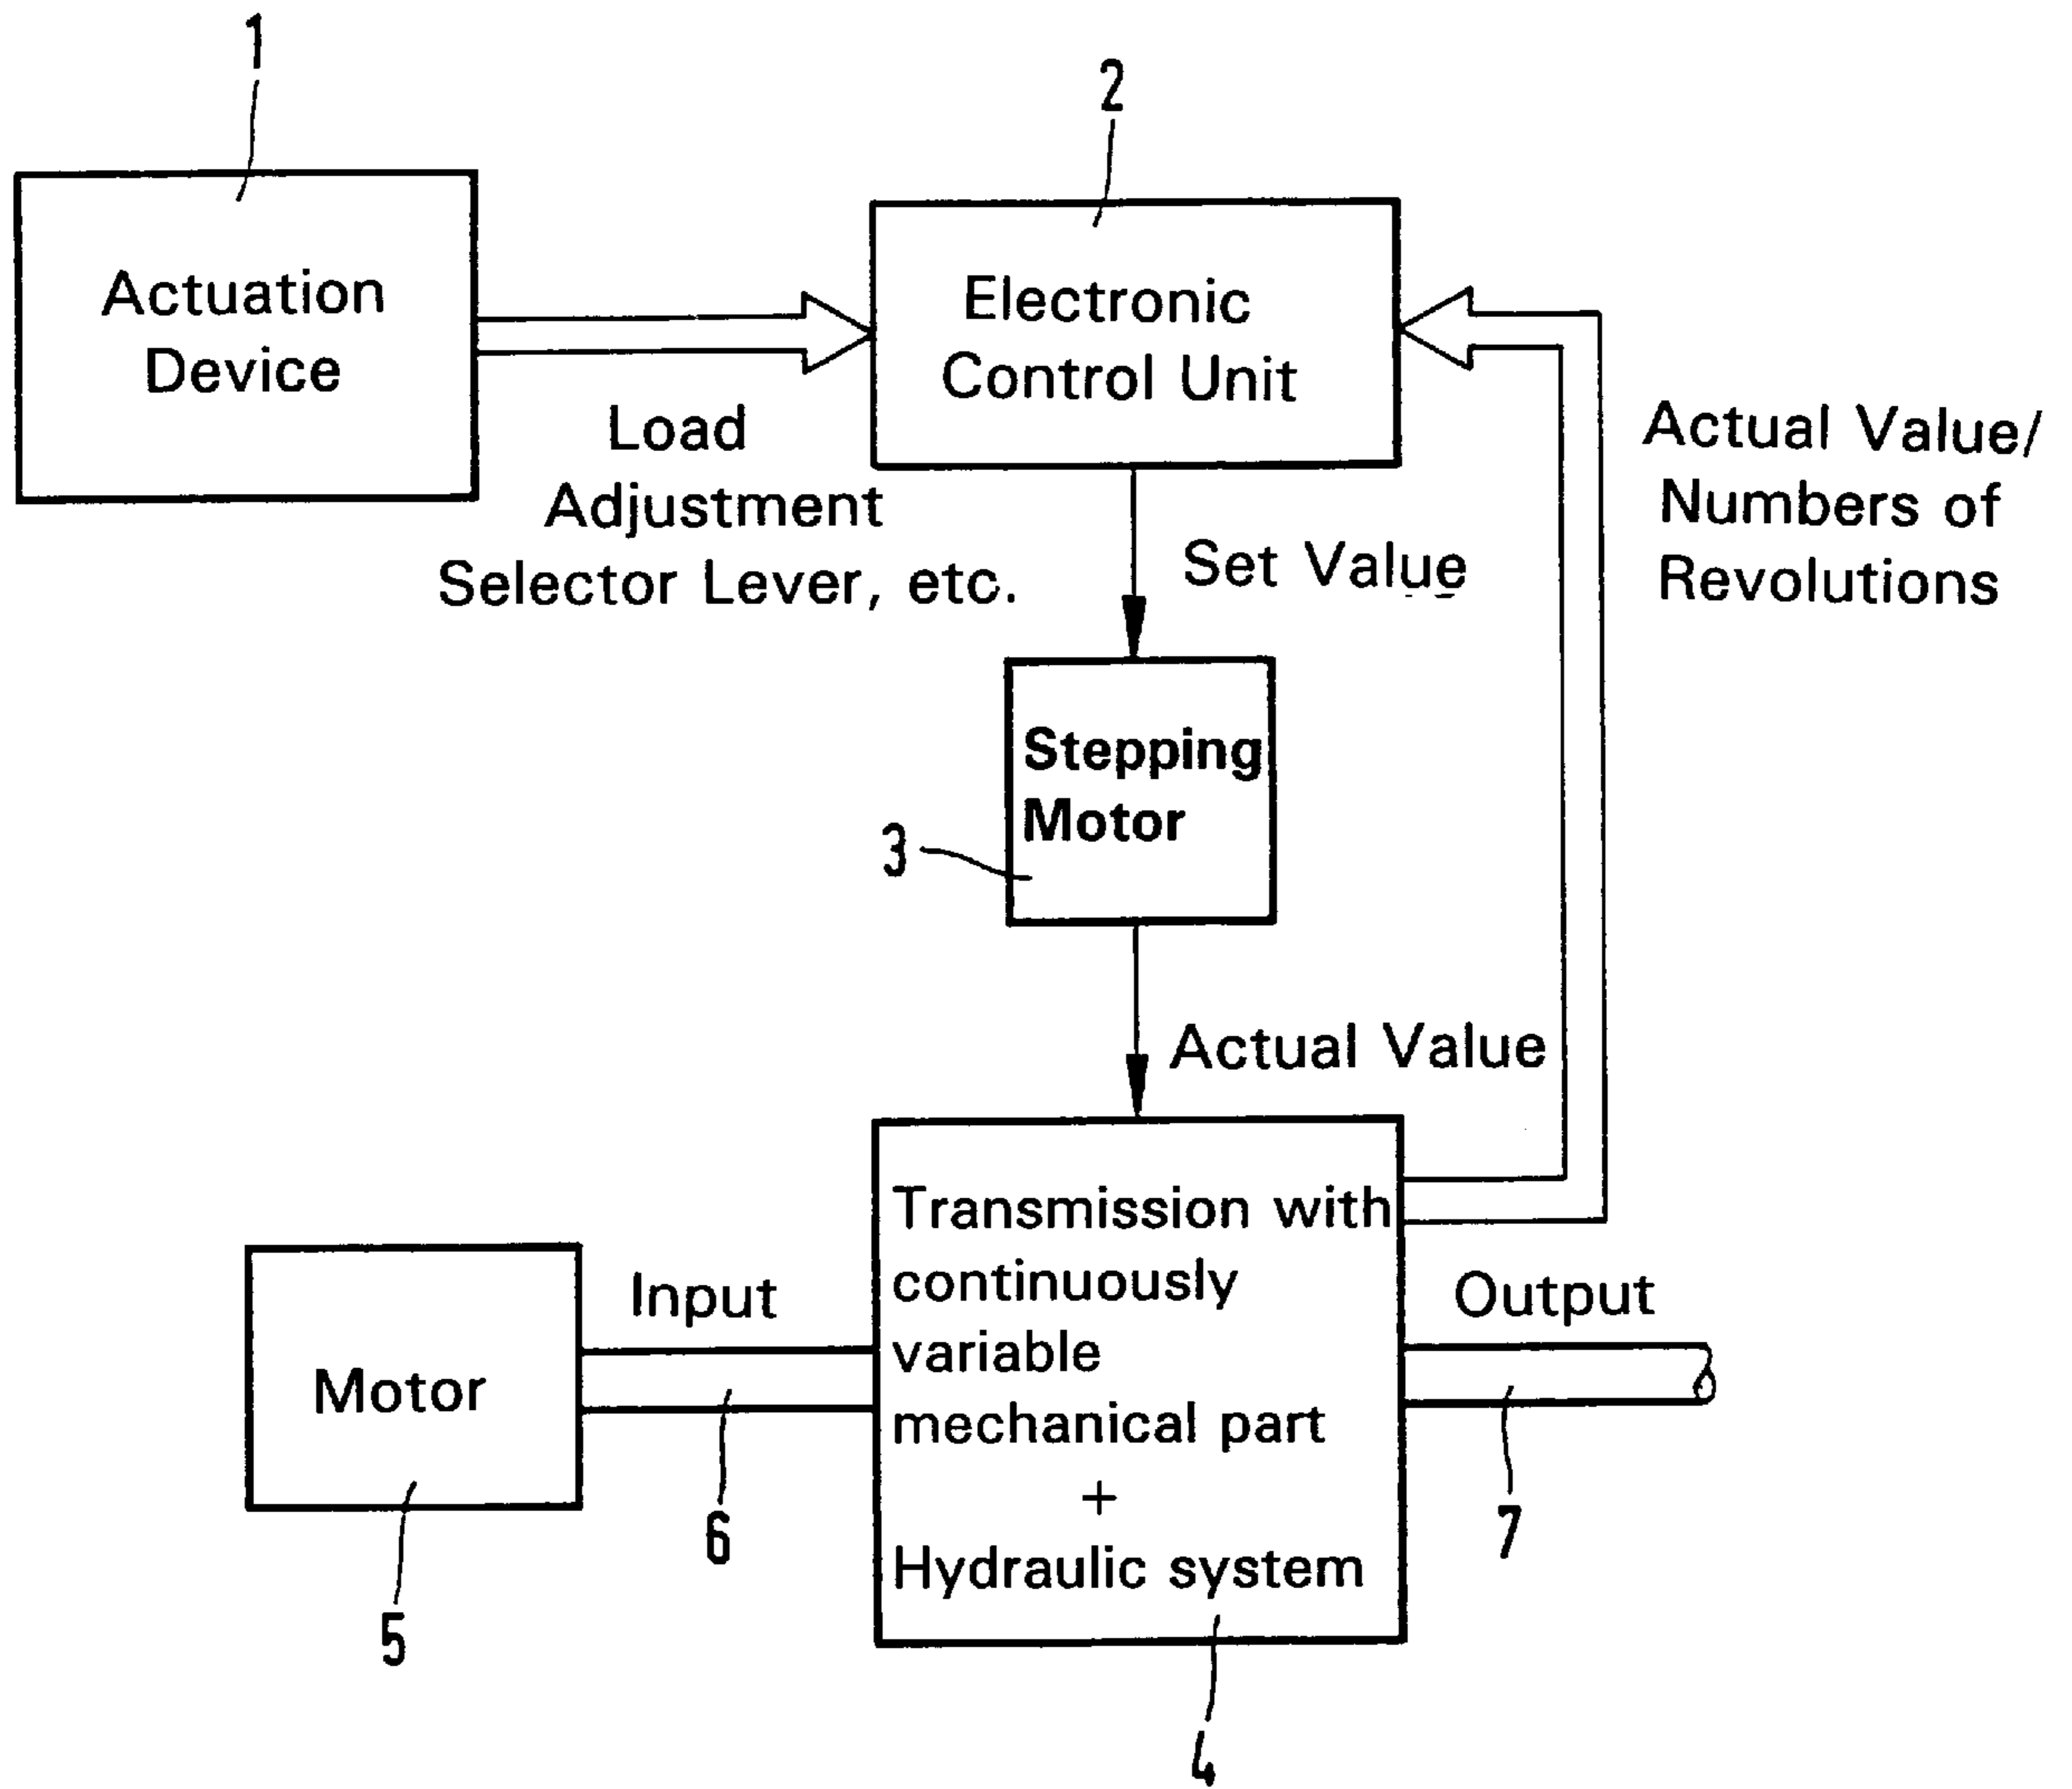 1
2
Actuation
Device
Electronic
Control Unit
Load
Adjustment
Selector Lever, etc.
Actual Value/
Numbers of
Revolutions
Set Value
Stepping
Motor
3
Actual Value
Transmission with
continuously
variable
mechanical part
+
Hydraulic system
Input
Output
Motor
6
7
5
4